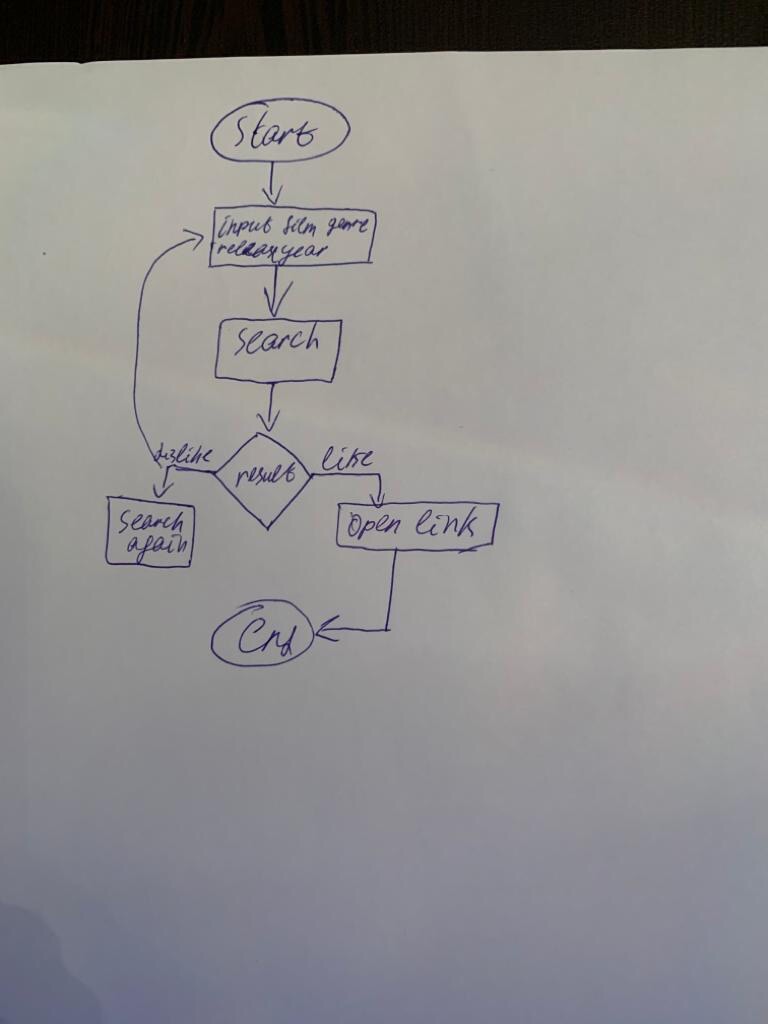 Start
input film genre
release year
Search
dislike
like
result
Search
again
Open link
End